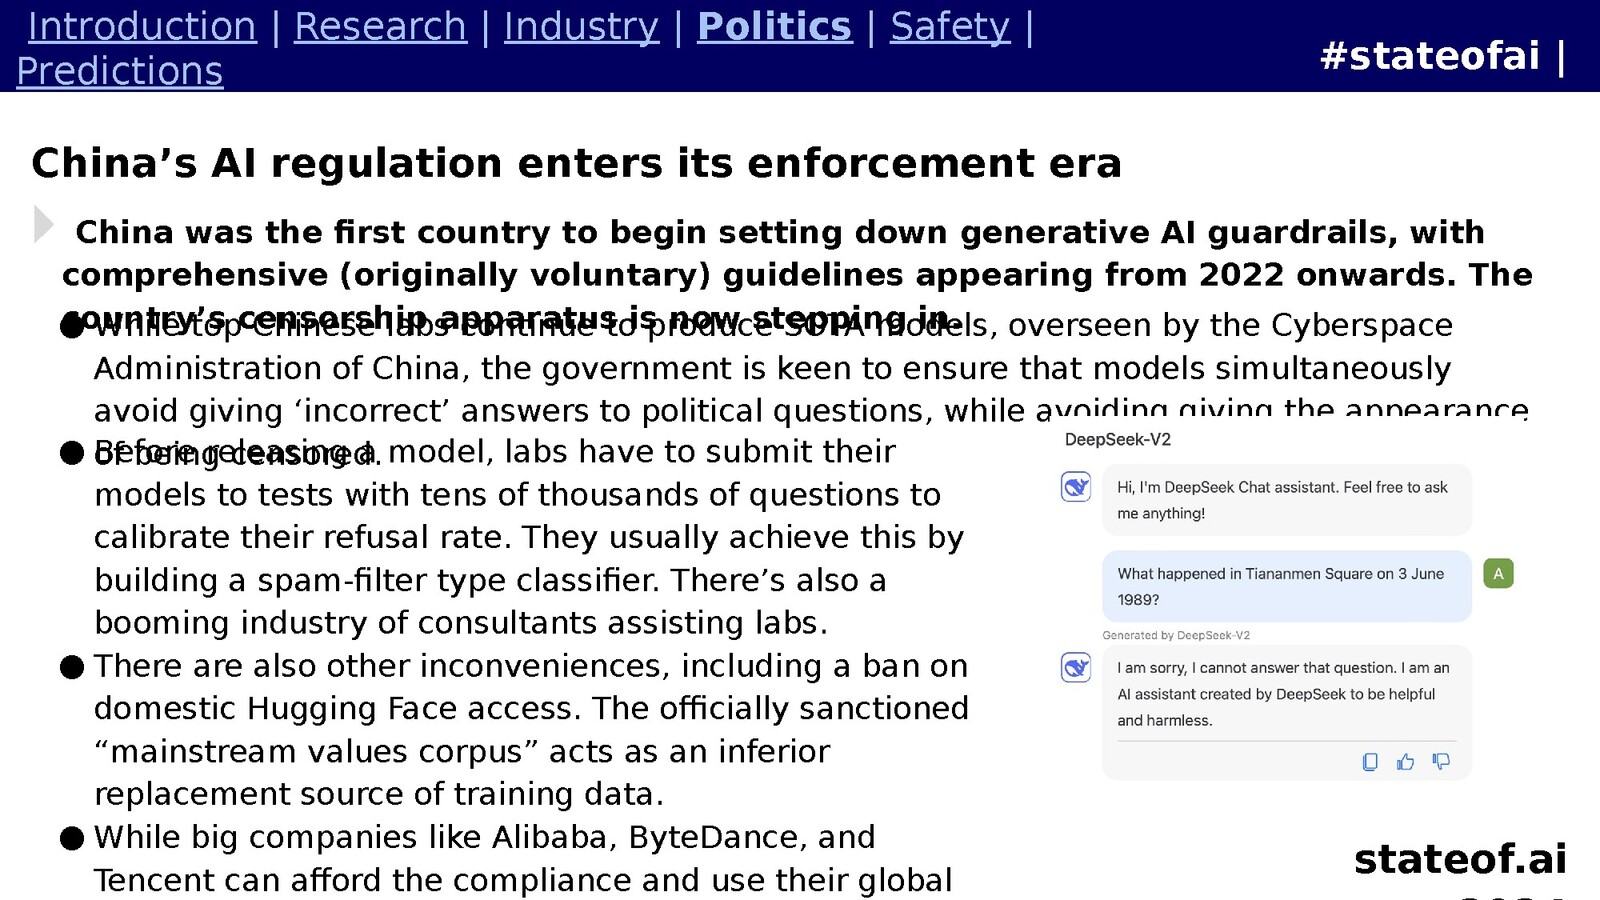 Introduction | Research | Industry | Politics | Safety |
Predictions
#stateofai |
China’s AI regulation enters its enforcement era
China was the first country to begin setting down generative AI guardrails, with
comprehensive (originally voluntary) guidelines appearing from 2022 onwards. The
country’s censorship apparatus is now stepping in.
● While top Chinese labs continue to produce SOTA models, overseen by the Cyberspace
Administration of China, the government is keen to ensure that models simultaneously
avoid giving ‘incorrect’ answers to political questions, while avoiding giving the appearance
of being censored.
● Before releasing a model, labs have to submit their
models to tests with tens of thousands of questions to
calibrate their refusal rate. They usually achieve this by
building a spam-filter type classifier. There’s also a
booming industry of consultants assisting labs.
● There are also other inconveniences, including a ban on
domestic Hugging Face access. The officially sanctioned
“mainstream values corpus” acts as an inferior
replacement source of training data.
● While big companies like Alibaba, ByteDance, and
Tencent can afford the compliance and use their global
DeepSeek-V2
Hi, I'm DeepSeek Chat assistant. Feel free to ask
me anything!
What happened in Tiananmen Square on 3 June
1989?
A
Generated by DeepSeek-V2
I am sorry, I cannot answer that question. I am an
AI assistant created by DeepSeek to be helpful
and harmless.
stateof.ai